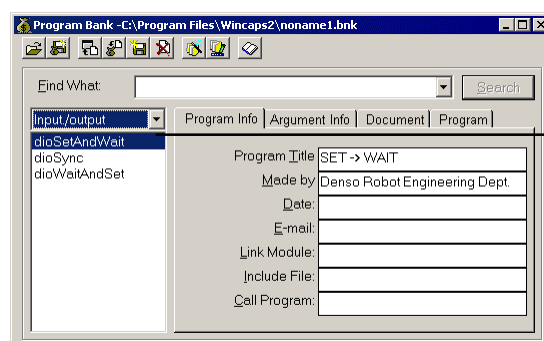 Program Bank -C:\Program Files\Wincaps2\noname1.bnk
Find What:
Search
Input/output
Program Info
Argument Info
Document
Program
dioSetAndWait
dioSync
dioWaitAndSet
Program Title
SET -> WAIT
Made by
Denso Robot Engineering Dept.
Date:
E-mail:
Link Module:
Include File:
Call Program: